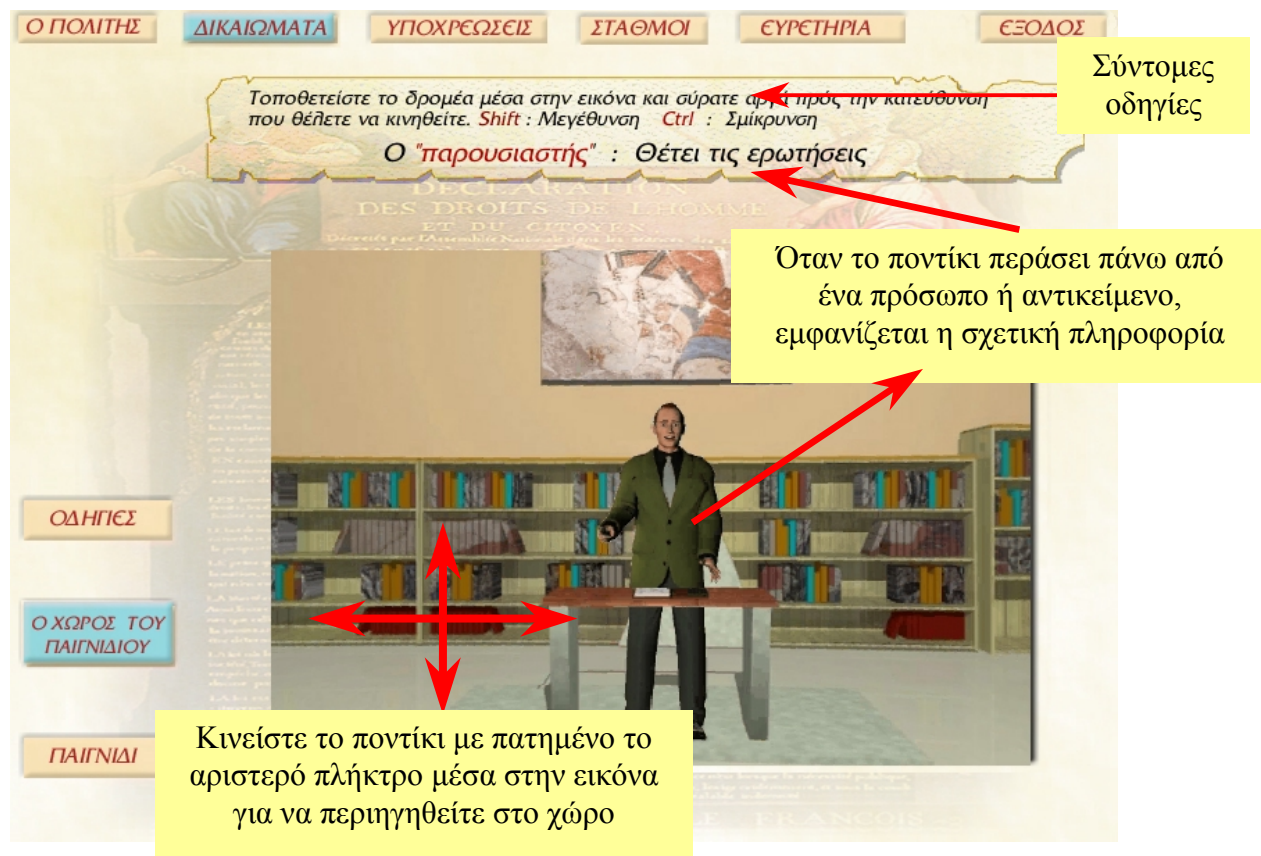 Ο ΠΟΛΙΤΗΣ
ΔΙΚΑΙΩΜΑΤΑ
ΥΠΟΧΡΕΩΣΕΙΣ
ΣΤΑΘΜΟΙ
ΕΥΡΕΤΗΡΙΑ
ΕΞΟΔΟΣ
Σύντομες
οδηγίες
Τοποθετείστε το δρομέα μέσα στην εικόνα και σύρατε αργά προς την κατεύθυνση
που θέλετε να κινηθείτε. Shift : Μεγέθυνση Ctrl : Σμίκρυνση
Ο "παρουσιαστής" : Θέτει τις ερωτήσεις
DECLARATION
DES DROITS DE L'HOMME
ET DU CITOYEN
Όταν το ποντίκι περάσει πάνω από
ένα πρόσωπο ή αντικείμενο,
εμφανίζεται η σχετική πληροφορία
ΟΔΗΓΙΕΣ
Ο ΧΩΡΟΣ ΤΟΥ
ΠΑΙΓΝΙΔΙΟΥ
ΠΑΙΓΝΙΔΙ
Κινείστε το ποντίκι με πατημένο το
αριστερό πλήκτρο μέσα στην εικόνα
για να περιηγηθείτε στο χώρο
FRANCOIS